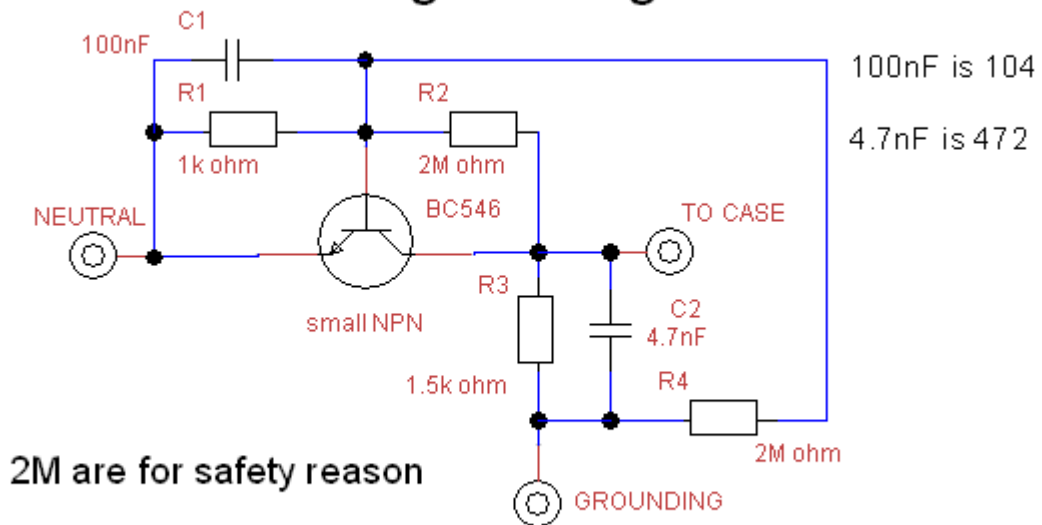 C1
100nF
R1
1k ohm
R2
2M ohm
100nF is 104
4.7nF is 472
NEUTRAL
BC546
TO CASE
small NPN
R3
1.5k ohm
C2
4.7nF
R4
2M ohm
2M are for safety reason
GROUNDING